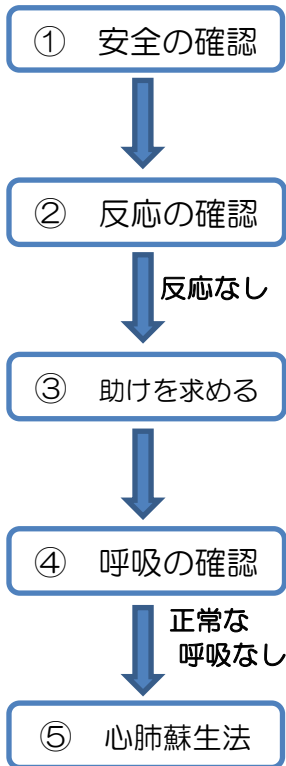 ① 安全の確認
② 反応の確認
反応なし
③ 助けを求める
④ 呼吸の確認
正常な
呼吸なし
⑤ 心肺蘇生法